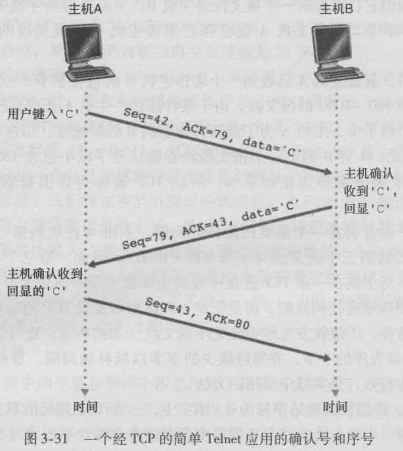 主机A
主机B
用户键入'C'
Seq=42, ACK=79, data='C'
主机确认
收到'C',
回显'C'
Seq=79, ACK=43, data='C'
主机确认收到
回显的'C'
Seq=43, ACK=80
时间
时间
图 3-31 一个经 TCP 的简单 Telnet 应用的确认号和序号